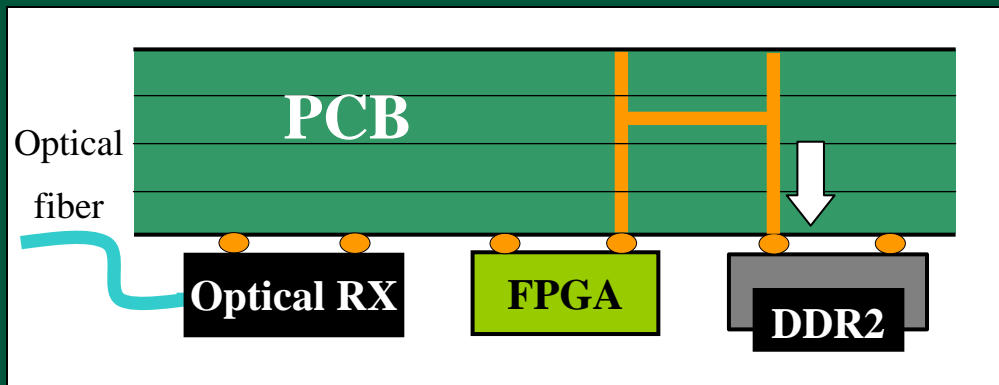 PCB
Optical
fiber
Optical RX
FPGA
DDR2